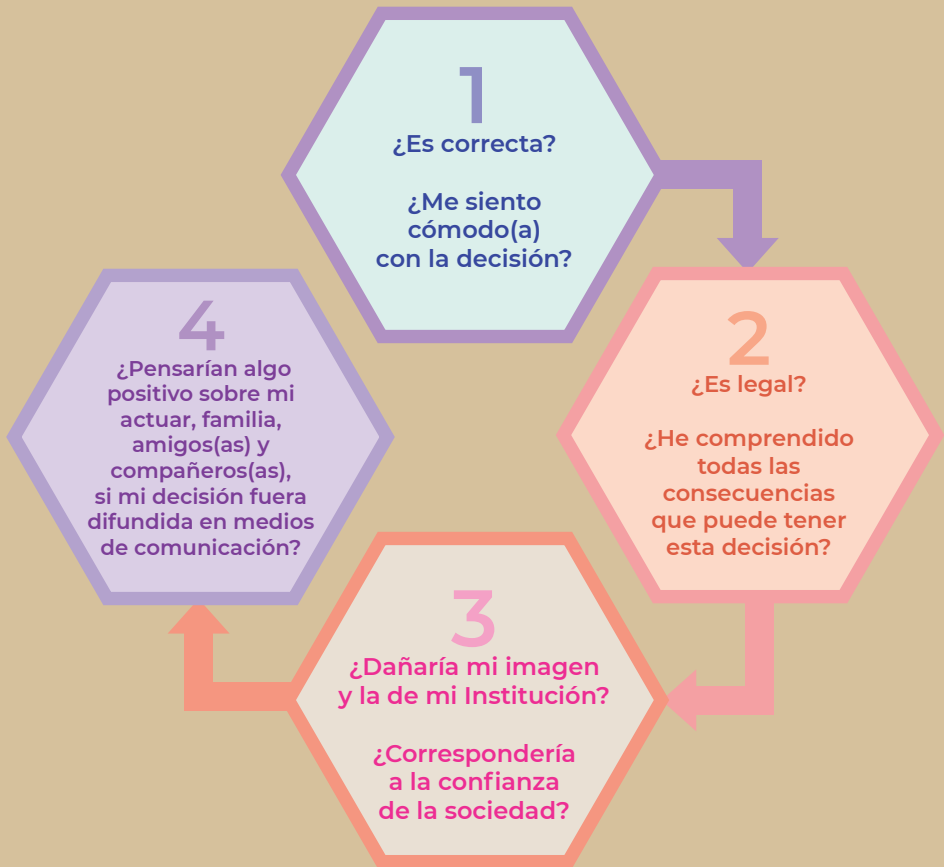 1
¿Es correcta?
¿Me siento
cómodo(a)
con la decisión?
2
¿Es legal?
¿He comprendido
todas las
consecuencias
que puede tener
esta decisión?
3
¿Dañaría mi imagen
y la de mi Institución?
¿Correspondería
a la confianza
de la sociedad?
4
¿Pensarían algo
positivo sobre mi
actuar, familia,
amigos(as) y
compañeros(as),
si mi decisión fuera
difundida en medios
de comunicación?